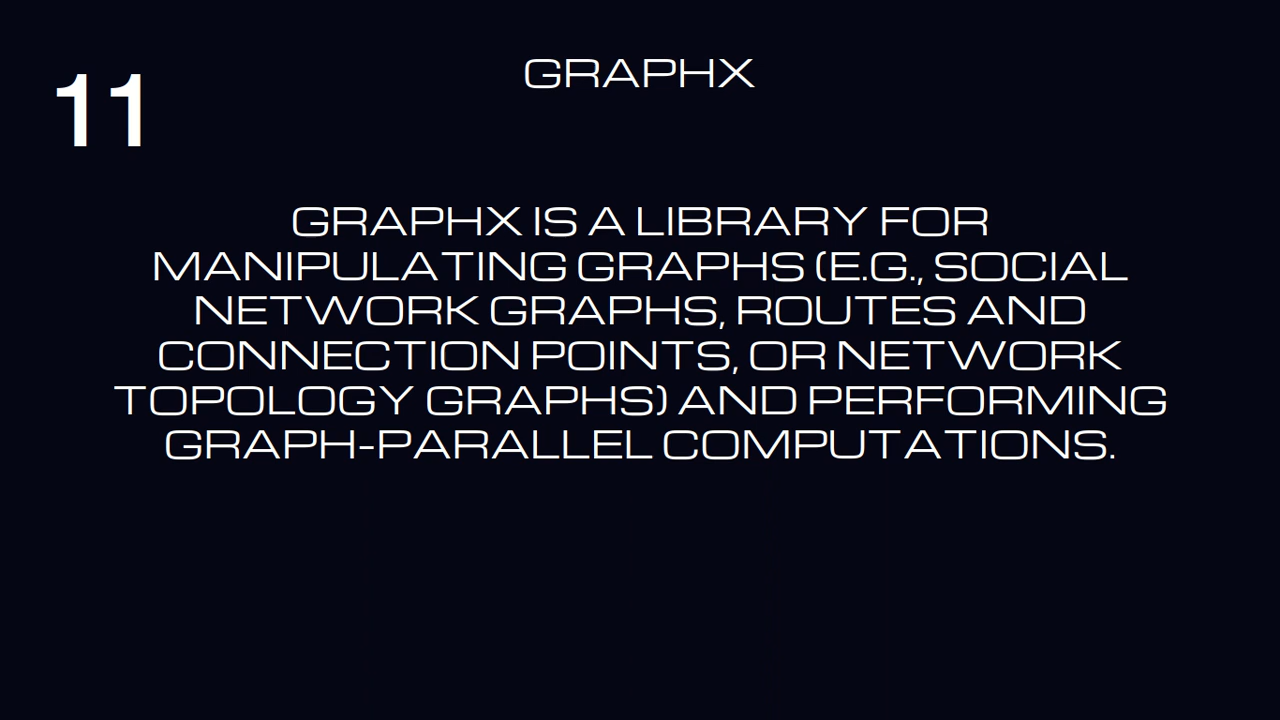 11
GRAPHX
GRAPHX IS A LIBRARY FOR
MANIPULATING GRAPHS (E.G., SOCIAL
NETWORK GRAPHS, ROUTES AND
CONNECTION POINTS, OR NETWORK
TOPOLOGY GRAPHS) AND PERFORMING
GRAPH-PARALLEL COMPUTATIONS.